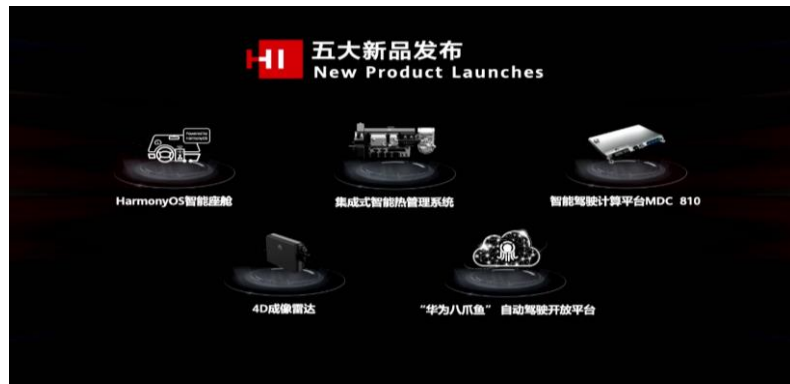 HI
五大新品发布
New Product Launches
HarmonyOS智能座舱
集成式智能热管理系统
智能驾驶计算平台MDC 810
4D成像雷达
“华为八爪鱼” 自动驾驶开放平台